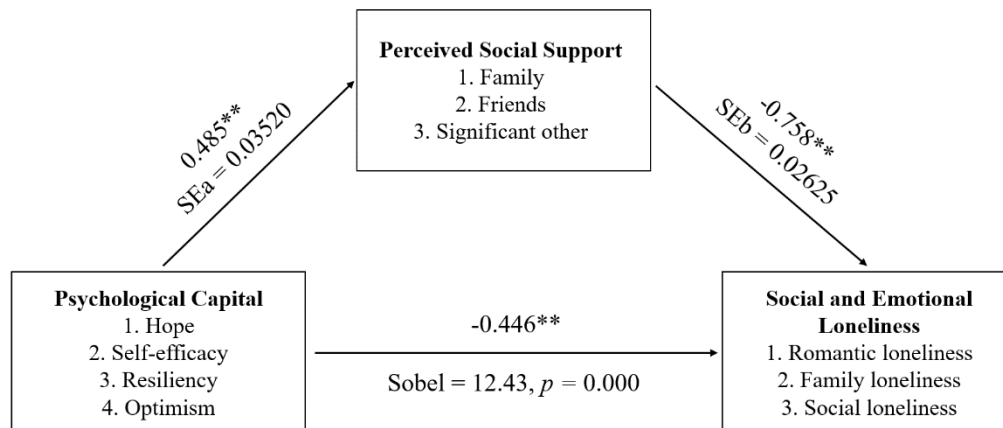 Perceived Social Support
1. Family
2. Friends
3. Significant other
0.485**
SEa = 0.03520
-0.758**
SEb = 0.02625
Psychological Capital
1. Hope
2. Self-efficacy
3. Resiliency
4. Optimism
-0.446**
Sobel = 12.43, p = 0.000
Social and Emotional
Loneliness
1. Romantic loneliness
2. Family loneliness
3. Social loneliness